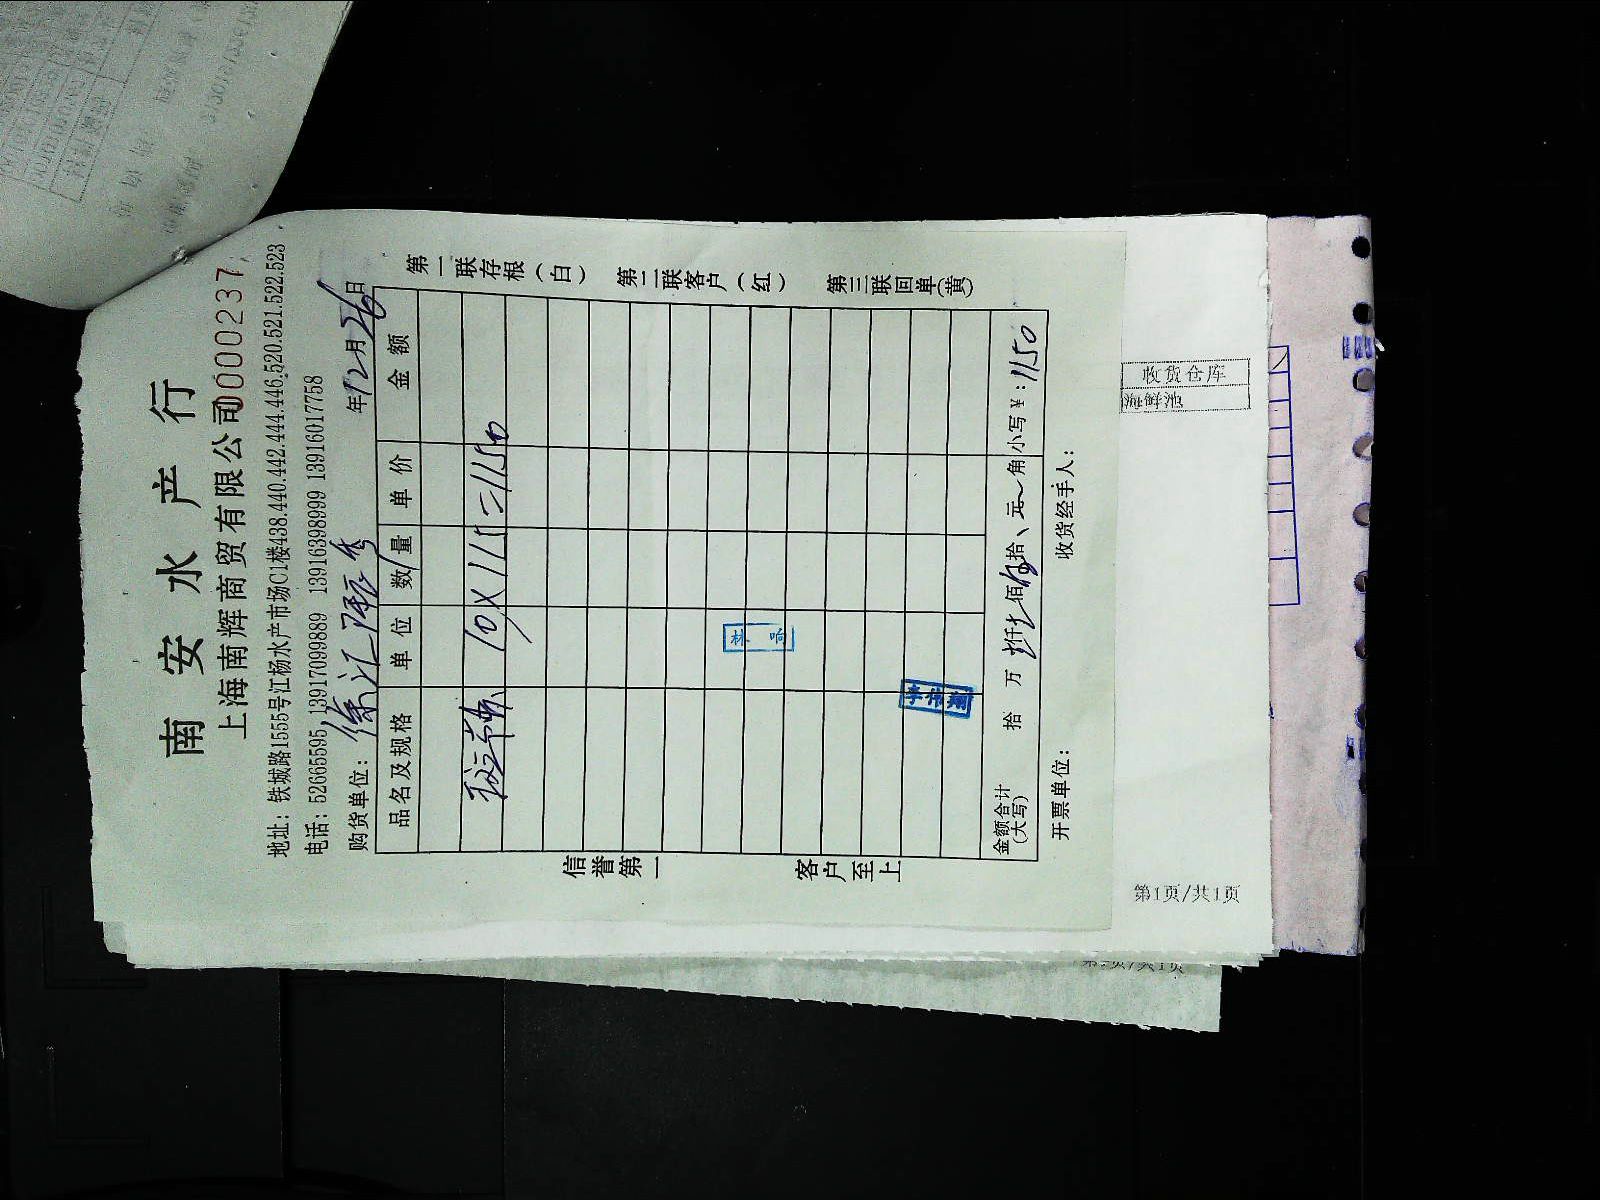 南安水产行
上海南辉商贸有限公司
0000237
地址：铁城路1555号江杨水产市场C1楼438.440.442.444.446.520.521.522.523
电话：52665595 13917099889 13916398999 13916017758
购货单位：徐汇 年12月26日
品名及规格 单位 数量 单价 金额
10×115=1150
金额合计（大写） 拾 万 仟 佰 拾 元 角 小写￥：1150
开票单位： 收货经手人：
信誉第一 客户至上
第一联存根（白） 第二联客户（红） 第三联回单（黄）
收货仓库
第1页/共1页